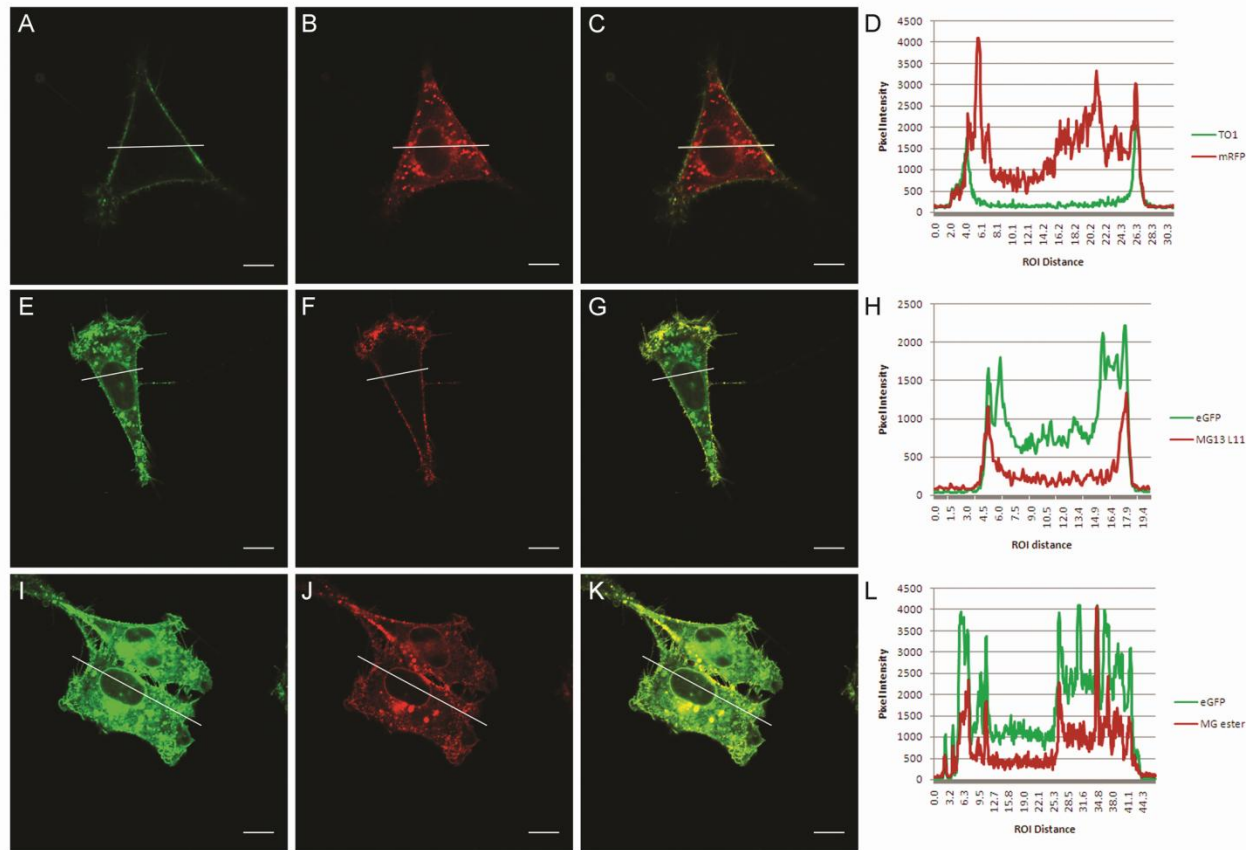 A
B
C
D
4500
4000
3500
3000
2500
2000
1500
1000
500
0
Pixel Intensity
0.0 2.0 4.0 6.1 8.1 10.1 12.1 14.2 16.2 18.2 20.2 22.2 24.3 26.3 28.3 30.3
ROI Distance
TO1
mRFP
E
F
G
H
2500
2000
1500
1000
500
0
Pixel Intensity
0.0 1.5 3.0 4.5 6.0 7.5 9.0 10.5 12.0 13.4 14.9 16.4 17.9 19.4
ROI distance
eGFP
MG13 L11
I
J
K
L
4500
4000
3500
3000
2500
2000
1500
1000
500
0
Pixel Intensity
0.0 3.2 6.3 9.5 12.7 15.8 19.0 22.1 25.3 28.5 31.6 34.8 38.0 41.1 44.3
ROI Distance
eGFP
MG ester